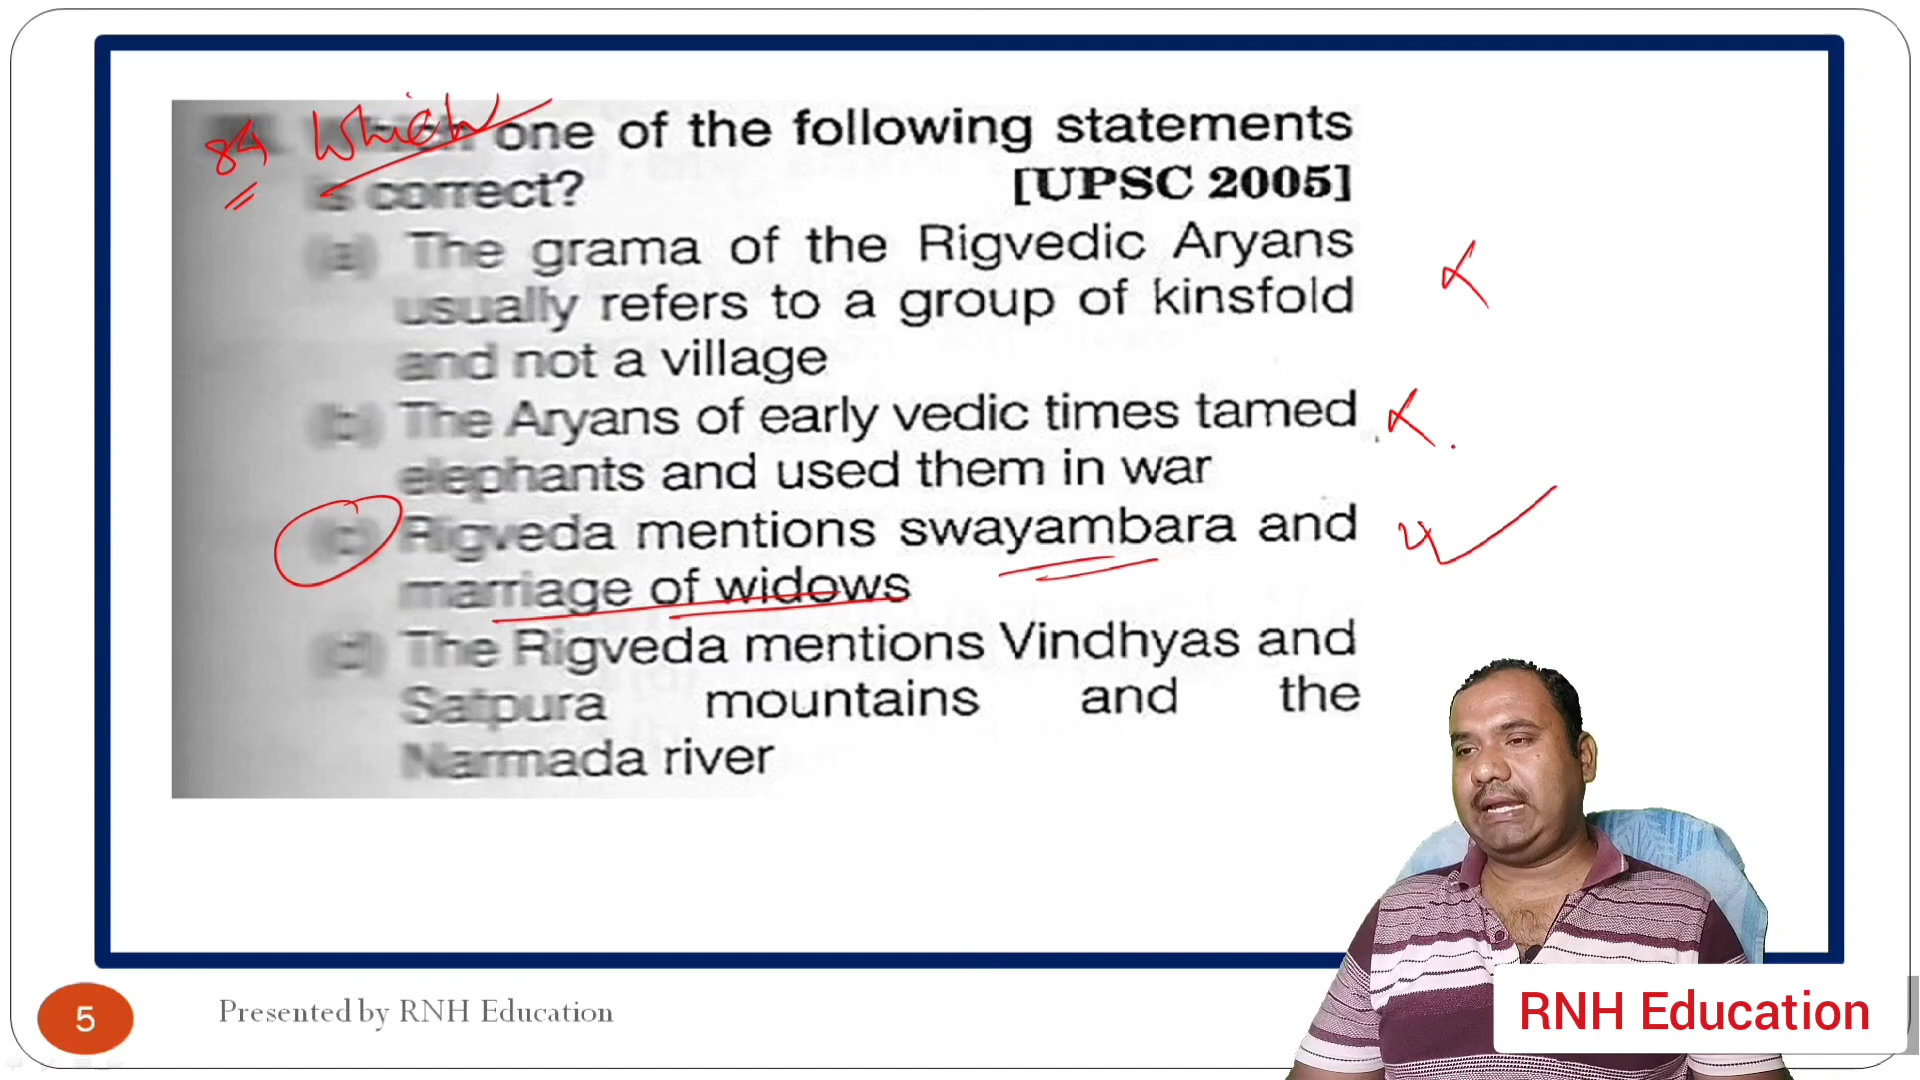 84 Which one of the following statements
is correct? [UPSC 2005]
(a) The grama of the Rigvedic Aryans
usually refers to a group of kinsfold
and not a village
(b) The Aryans of early vedic times tamed
elephants and used them in war
(c) Rigveda mentions swayambara and
marriage of widows
(d) The Rigveda mentions Vindhyas and
Satpura mountains and the
Narmada river
5 Presented by RNH Education
RNH Education